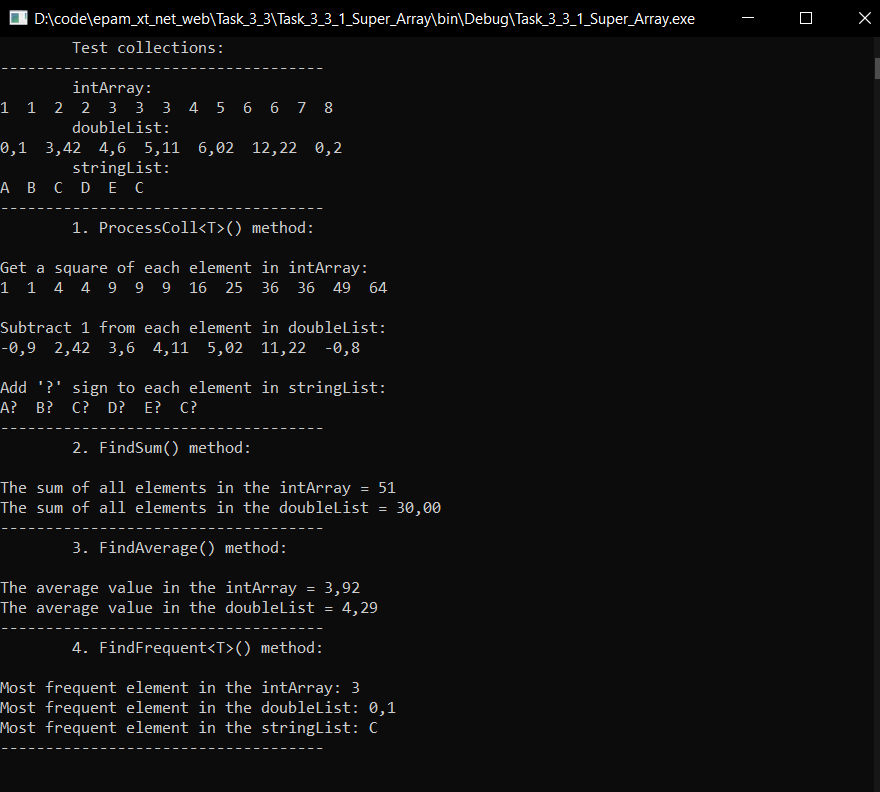 D:\code\epam_xt_net_web\Task_3_3\Task_3_3_1_Super_Array\bin\Debug\Task_3_3_1_Super_Array.exe
Test collections:
------------------------------------
intArray:
1  1  2  2  3  3  3  4  5  6  6  7  8
doubleList:
0,1  3,42  4,6  5,11  6,02  12,22  0,2
stringList:
A  B  C  D  E  C
------------------------------------
1. ProcessColl<T>() method:
Get a square of each element in intArray:
1  1  4  4  9  9  9  16  25  36  36  49  64
Subtract 1 from each element in doubleList:
-0,9  2,42  3,6  4,11  5,02  11,22  -0,8
Add '?' sign to each element in stringList:
A?  B?  C?  D?  E?  C?
------------------------------------
2. FindSum() method:
The sum of all elements in the intArray = 51
The sum of all elements in the doubleList = 30,00
------------------------------------
3. FindAverage() method:
The average value in the intArray = 3,92
The average value in the doubleList = 4,29
------------------------------------
4. FindFrequent<T>() method:
Most frequent element in the intArray: 3
Most frequent element in the doubleList: 0,1
Most frequent element in the stringList: C
------------------------------------